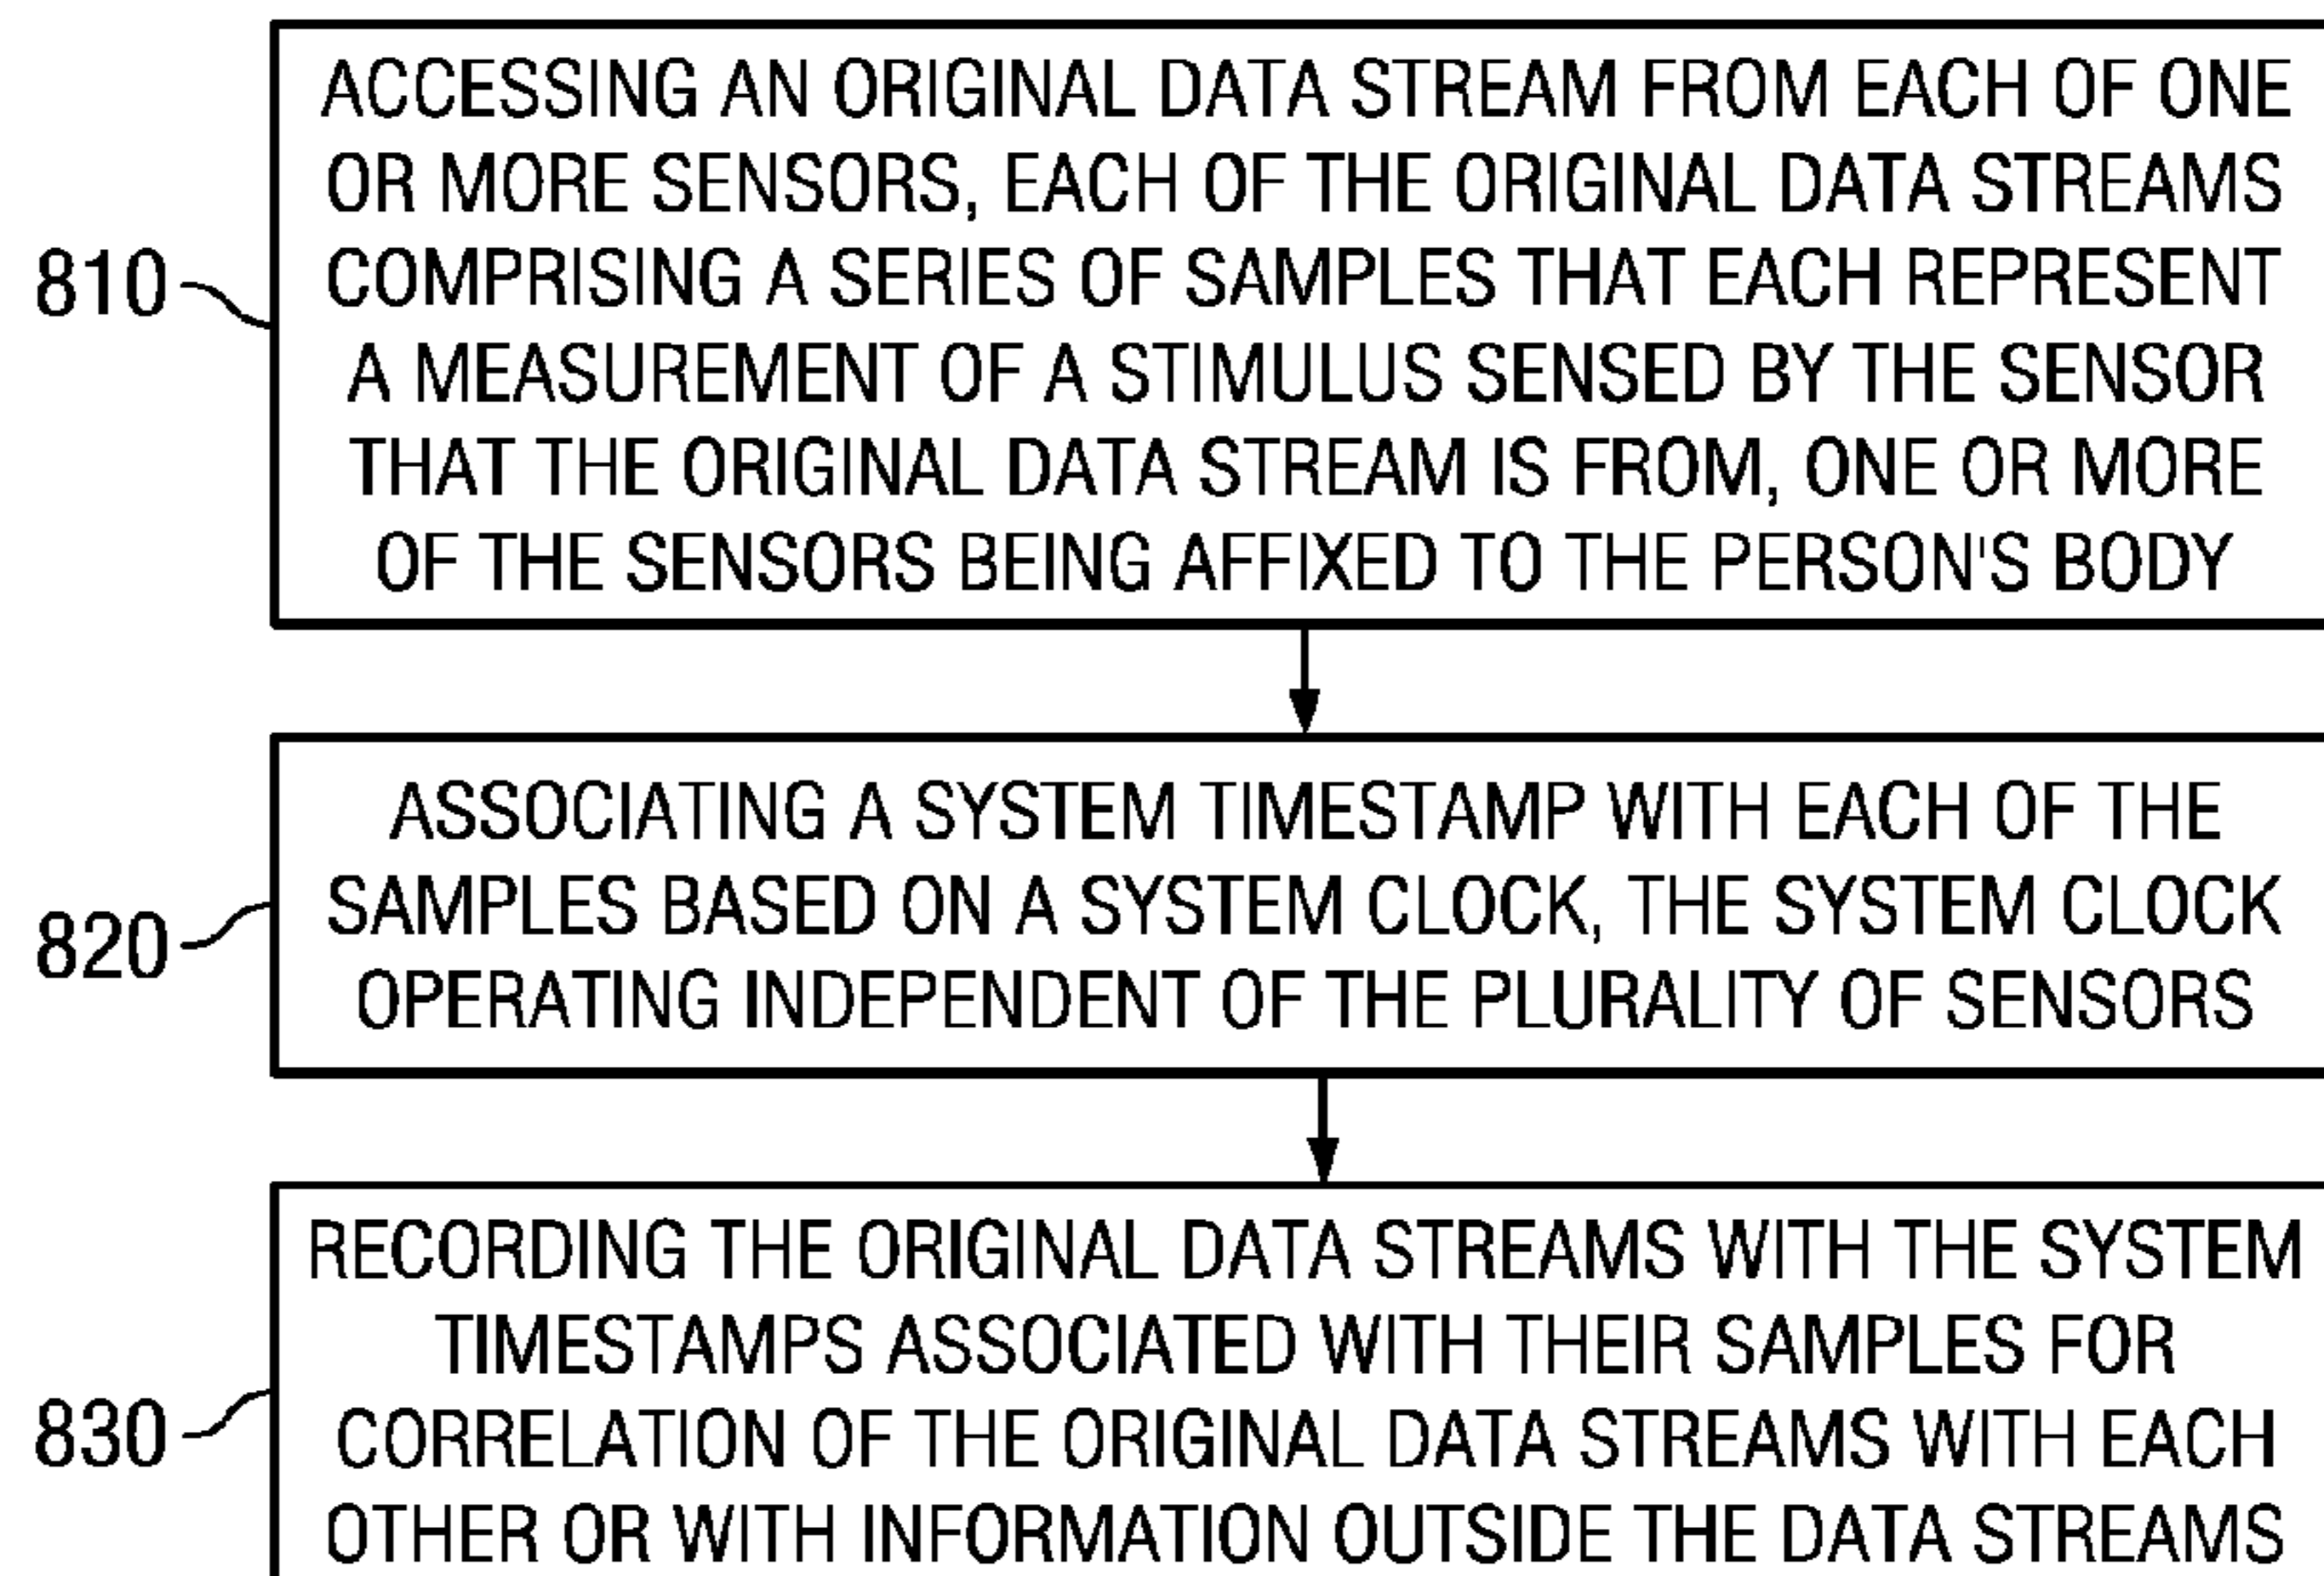 ACCESSING AN ORIGINAL DATA STREAM FROM EACH OF ONE
OR MORE SENSORS, EACH OF THE ORIGINAL DATA STREAMS
810 COMPRISING A SERIES OF SAMPLES THAT EACH REPRESENT
A MEASUREMENT OF A STIMULUS SENSED BY THE SENSOR
THAT THE ORIGINAL DATA STREAM IS FROM, ONE OR MORE
OF THE SENSORS BEING AFFIXED TO THE PERSON'S BODY
ASSOCIATING A SYSTEM TIMESTAMP WITH EACH OF THE
820 SAMPLES BASED ON A SYSTEM CLOCK, THE SYSTEM CLOCK
OPERATING INDEPENDENT OF THE PLURALITY OF SENSORS
RECORDING THE ORIGINAL DATA STREAMS WITH THE SYSTEM
TIMESTAMPS ASSOCIATED WITH THEIR SAMPLES FOR
830 CORRELATION OF THE ORIGINAL DATA STREAMS WITH EACH
OTHER OR WITH INFORMATION OUTSIDE THE DATA STREAMS